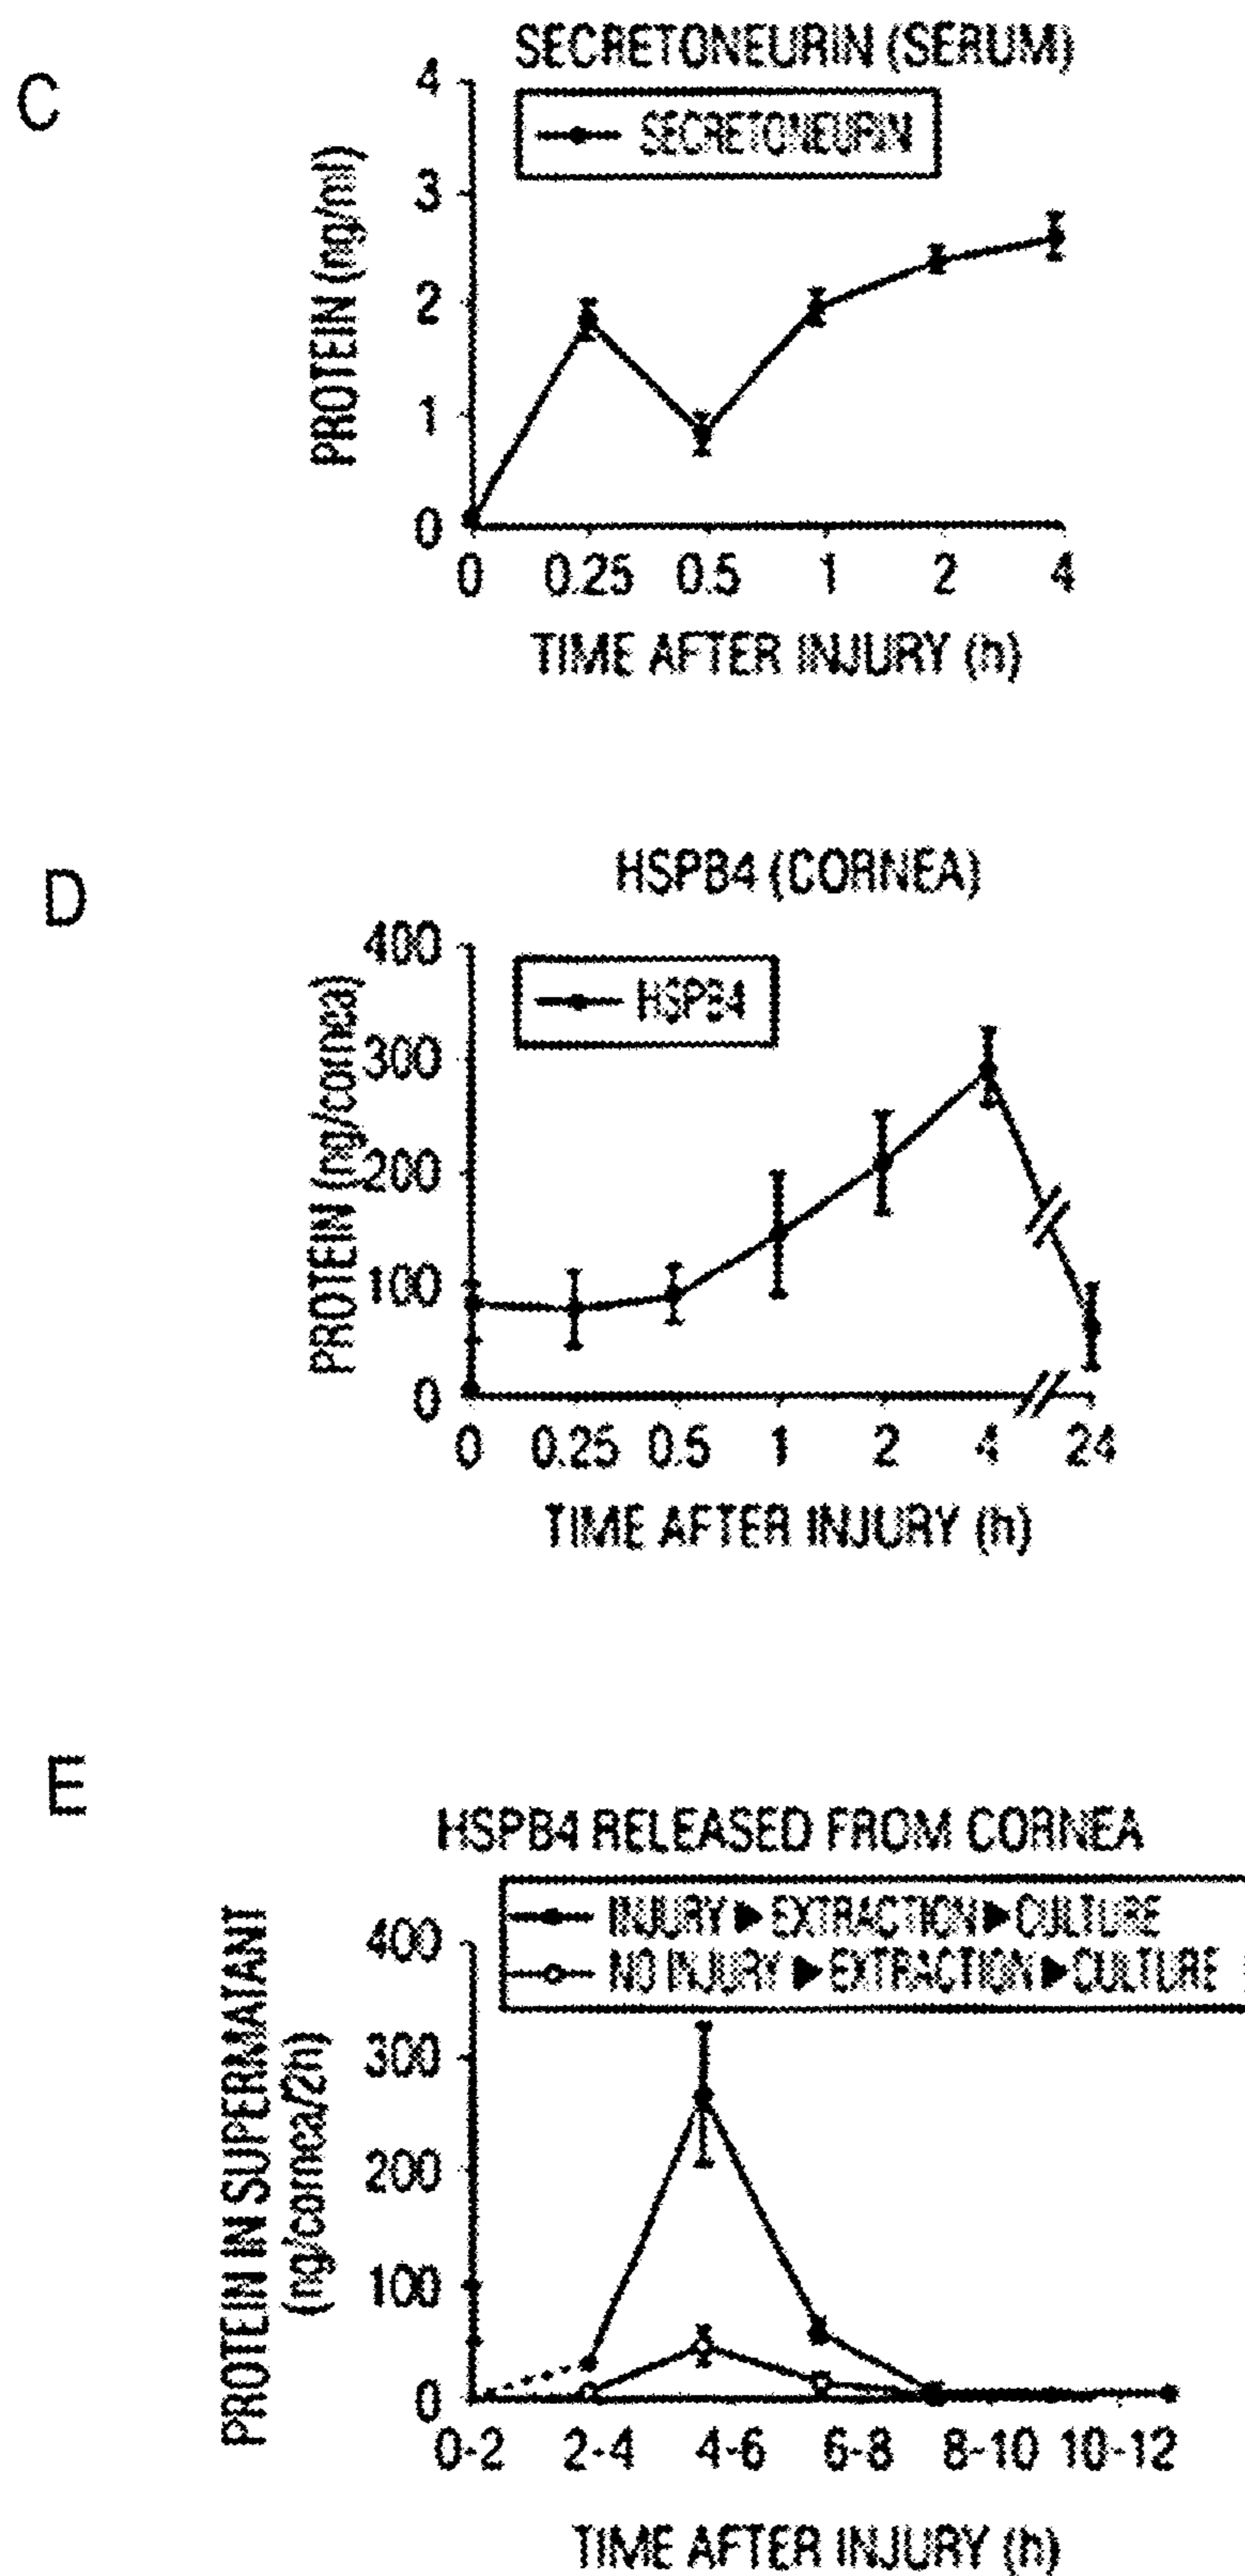 C
SECRETONEURIN (SERUM)
SECRETONEURIN
PROTEIN (ng/ml)
4
3
2
1
0
0 0.25 0.5 1 2 4
TIME AFTER INJURY (h)
D
HSPB4 (CORNEA)
HSPB4
PROTEIN (ng/cornea)
400
300
200
100
0
0 0.25 0.5 1 2 4 24
TIME AFTER INJURY (h)
E
HSPB4 RELEASED FROM CORNEA
INJURY ▶ EXTRACTION ▶ CULTURE
NO INJURY ▶ EXTRACTION ▶ CULTURE
PROTEIN IN SUPERMATANT
(ng/cornea/2h)
400
300
200
100
0
0-2 2-4 4-6 6-8 8-10 10-12
TIME AFTER INJURY (h)